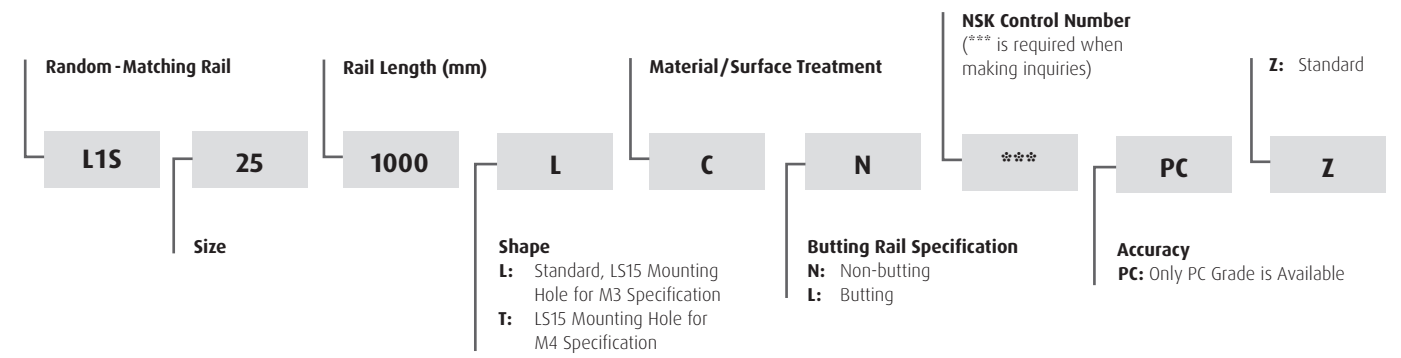 NSK Control Number
(*** is required when
making inquiries)
Random-Matching Rail
Rail Length (mm)
Material/Surface Treatment
Z: Standard
L1S
25
1000
L
C
N
***
PC
Z
Size
Shape
L: Standard, LS15 Mounting
Hole for M3 Specification
T: LS15 Mounting Hole for
M4 Specification
Butting Rail Specification
N: Non-butting
L: Butting
Accuracy
PC: Only PC Grade is Available